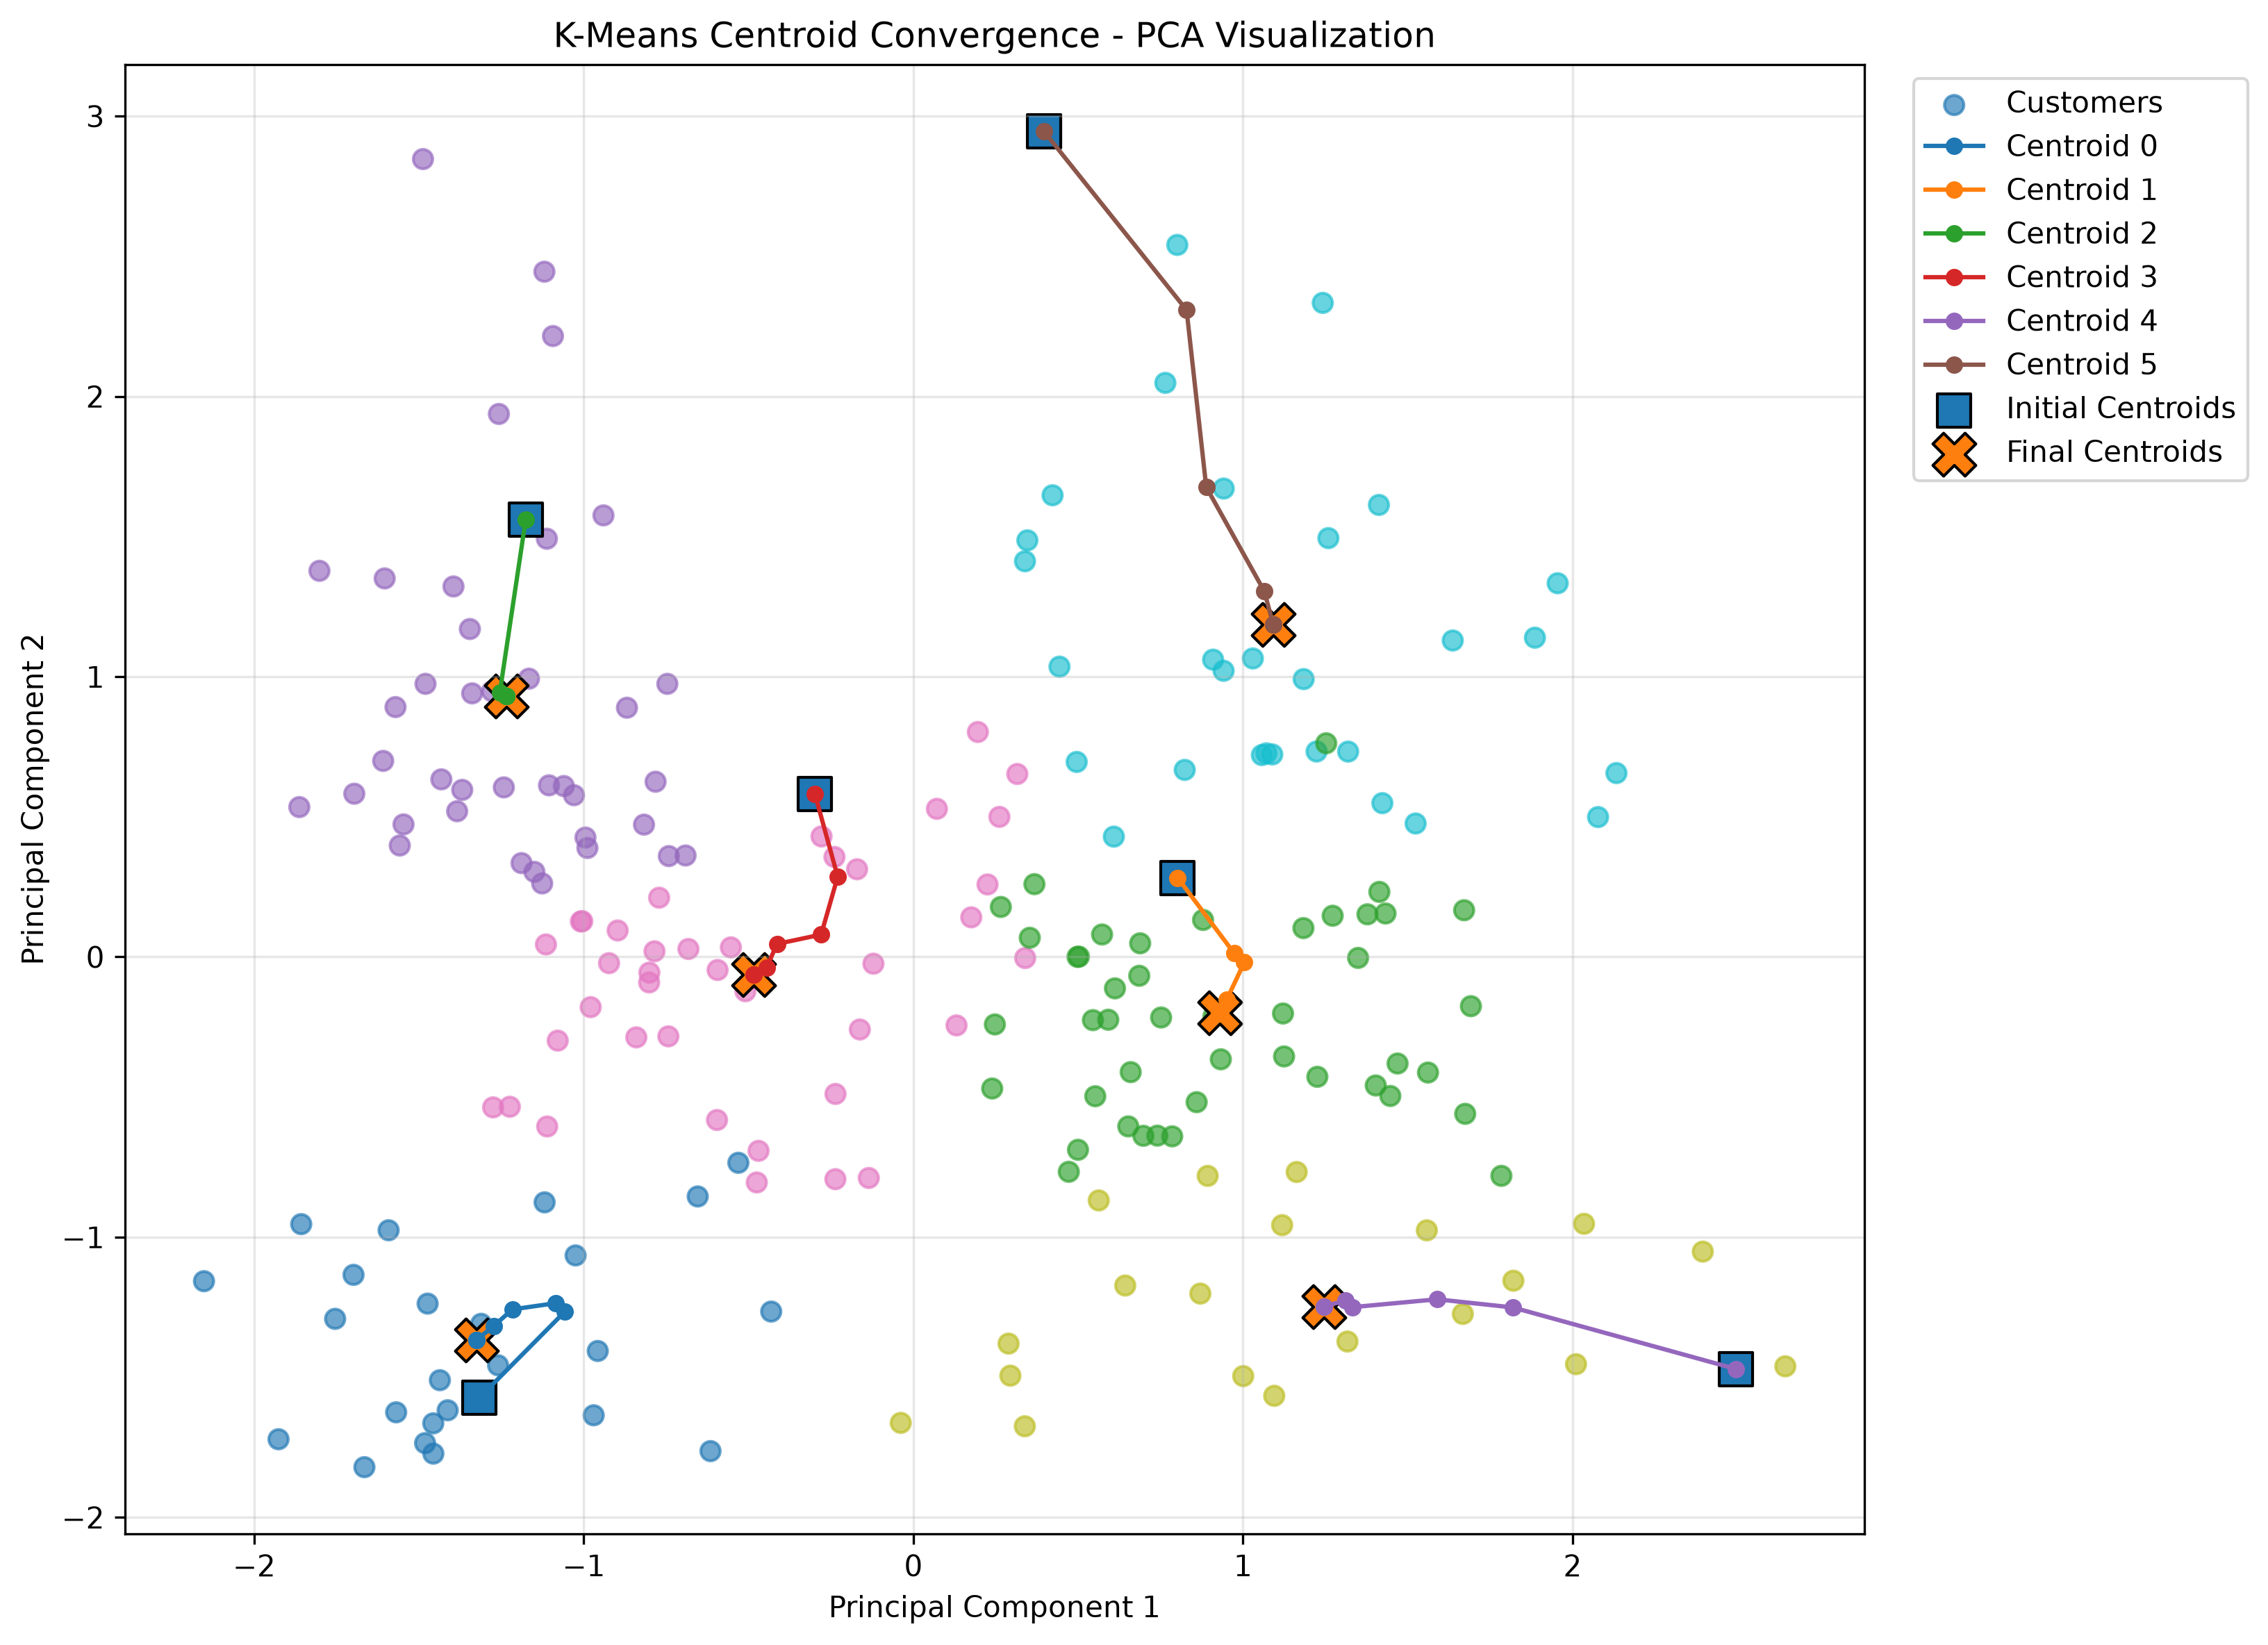 K-Means Centroid Convergence - PCA Visualization
Customers
Centroid 0
Centroid 1
Centroid 2
Centroid 3
Centroid 4
Centroid 5
Initial Centroids
Final Centroids
3
2
1
0
−1
−2
Principal Component 2
−2
−1
0
1
2
Principal Component 1